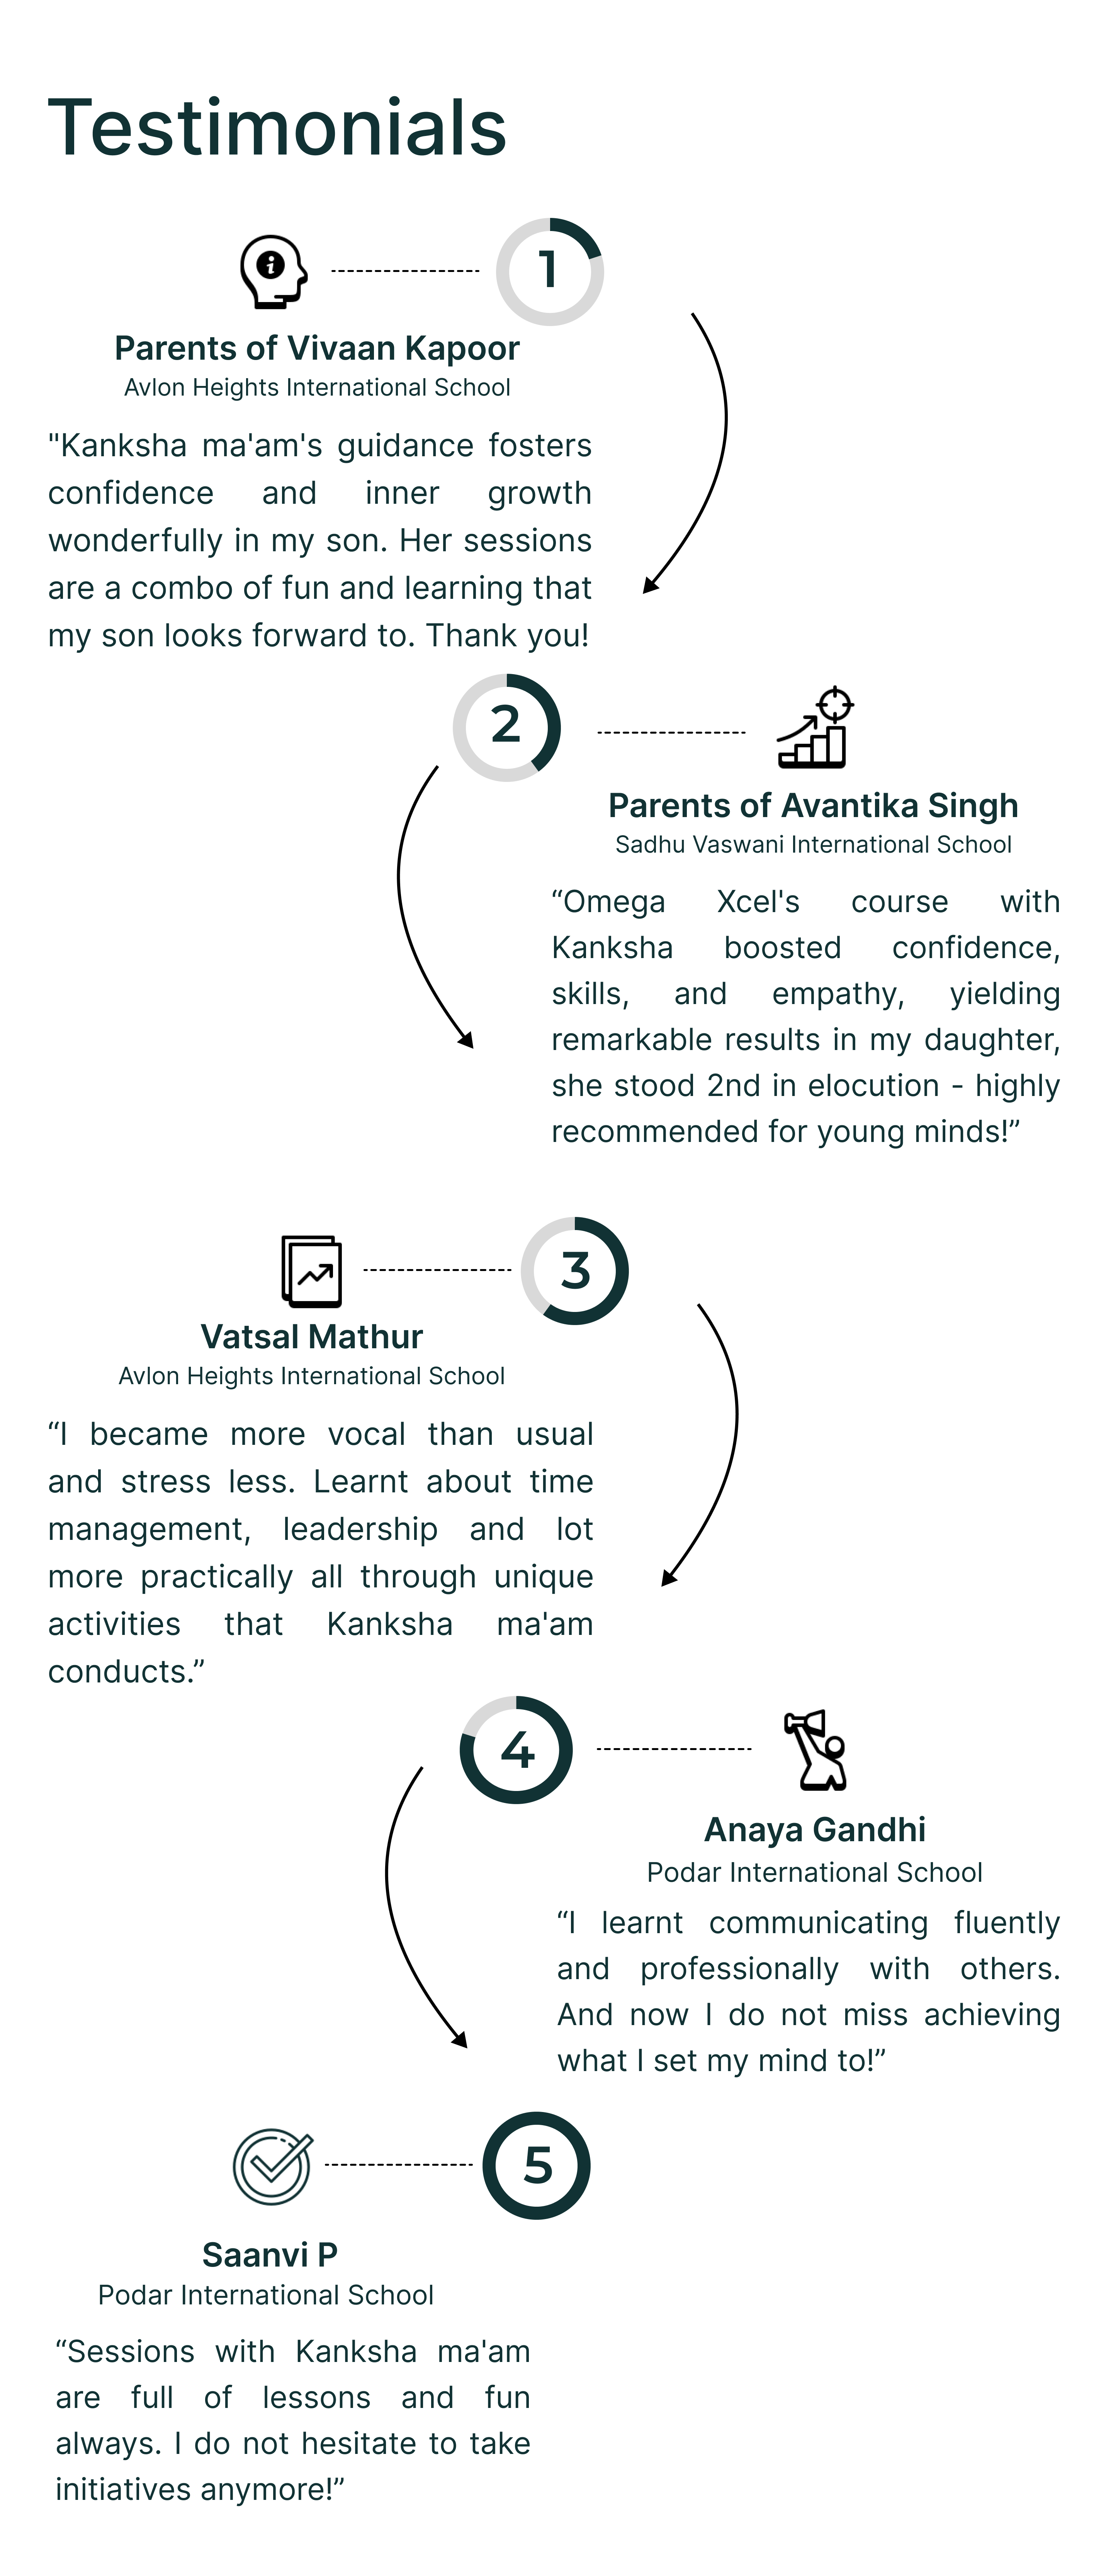 Testimonials
1
Parents of Vivaan Kapoor
Avlon Heights International School
"Kanksha ma'am's guidance fosters
confidence and inner growth
wonderfully in my son. Her sessions
are a combo of fun and learning that
my son looks forward to. Thank you!
2
Parents of Avantika Singh
Sadhu Vaswani International School
“Omega Xcel's course with
Kanksha boosted confidence,
skills, and empathy, yielding
remarkable results in my daughter,
she stood 2nd in elocution - highly
recommended for young minds!”
3
Vatsal Mathur
Avlon Heights International School
“I became more vocal than usual
and stress less. Learnt about time
management, leadership and lot
more practically all through unique
activities that Kanksha ma'am
conducts.”
4
Anaya Gandhi
Podar International School
“I learnt communicating fluently
and professionally with others.
And now I do not miss achieving
what I set my mind to!”
5
Saanvi P
Podar International School
“Sessions with Kanksha ma'am
are full of lessons and fun
always. I do not hesitate to take
initiatives anymore!”